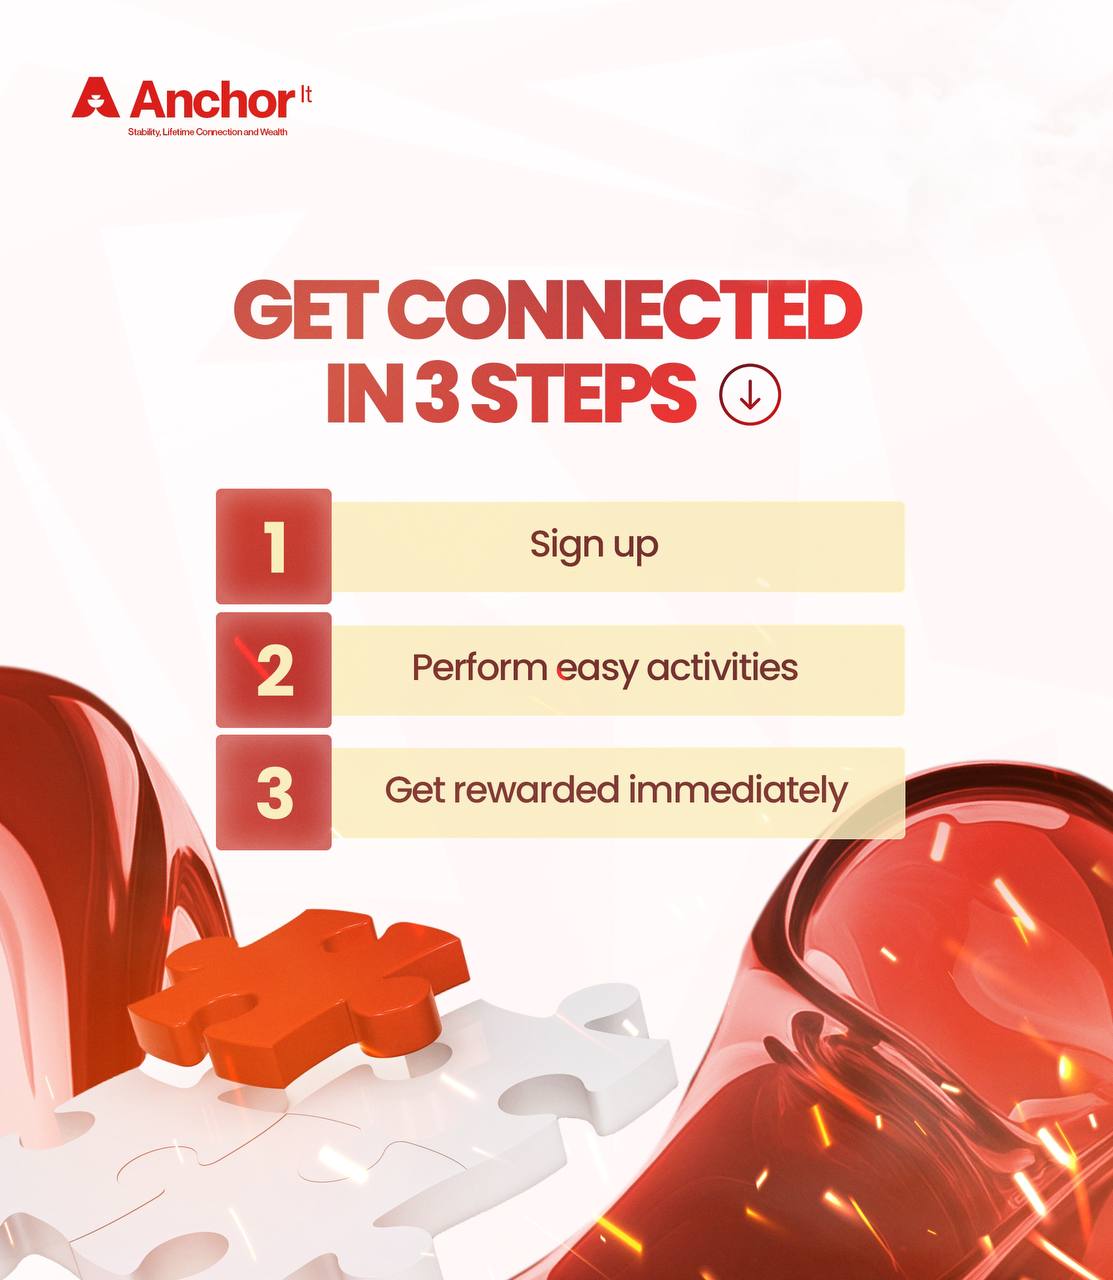 Anchor It
Stability, Lifetime Connection and Wealth
GET CONNECTED
IN 3 STEPS
1 Sign up
2 Perform easy activities
3 Get rewarded immediately